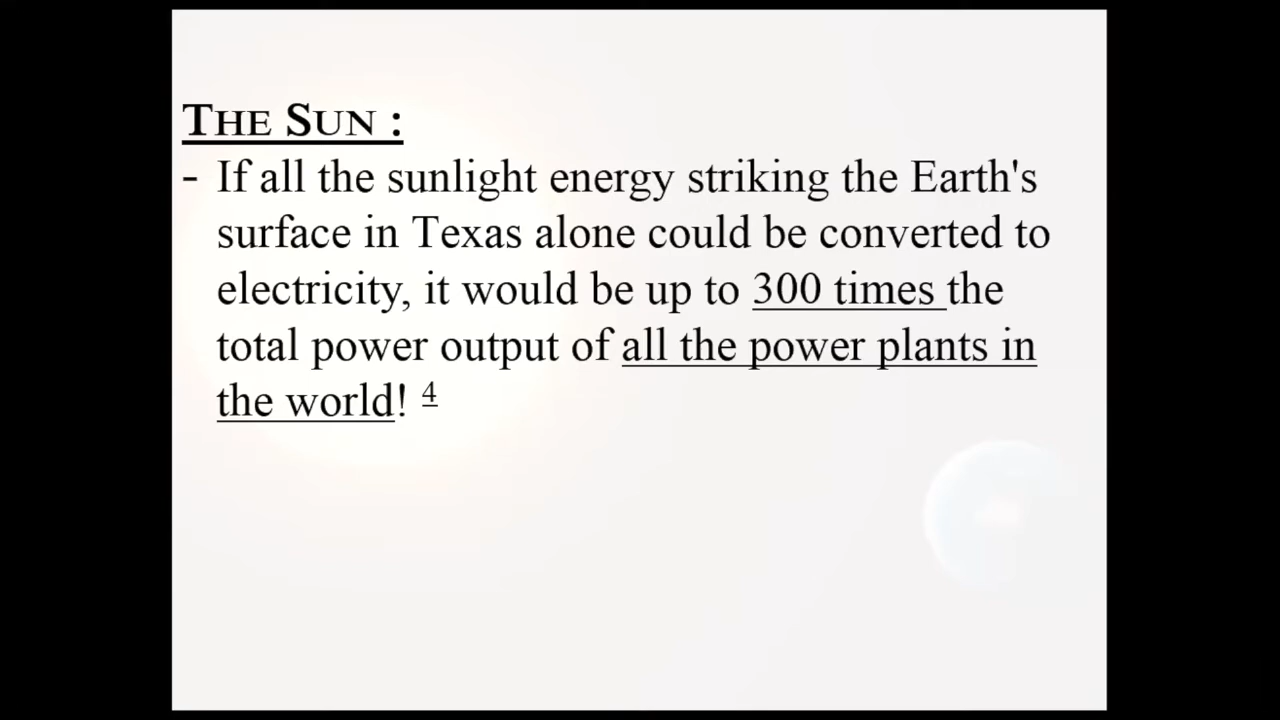 THE SUN :
- If all the sunlight energy striking the Earth's
surface in Texas alone could be converted to
electricity, it would be up to 300 times the
total power output of all the power plants in
the world! 4